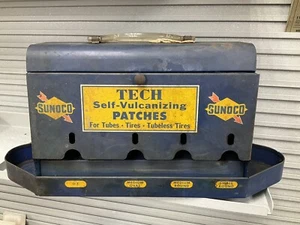 TECH
Self-Vulcanizing
PATCHES
For Tubes - Tires - Tubeless Tires
SUNOCO
SUNOCO